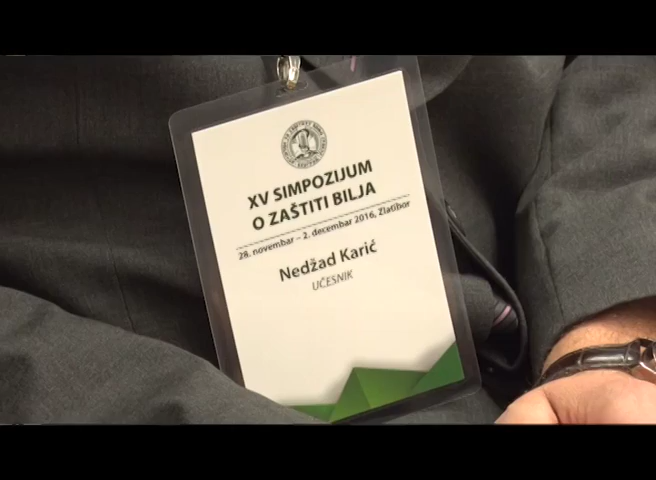 XV SIMPOZIJUM
O ZAŠTITI BILJA
28. novembar – 2. decembar 2016, Zlatibor
Nedžad Karić
UČESNIK